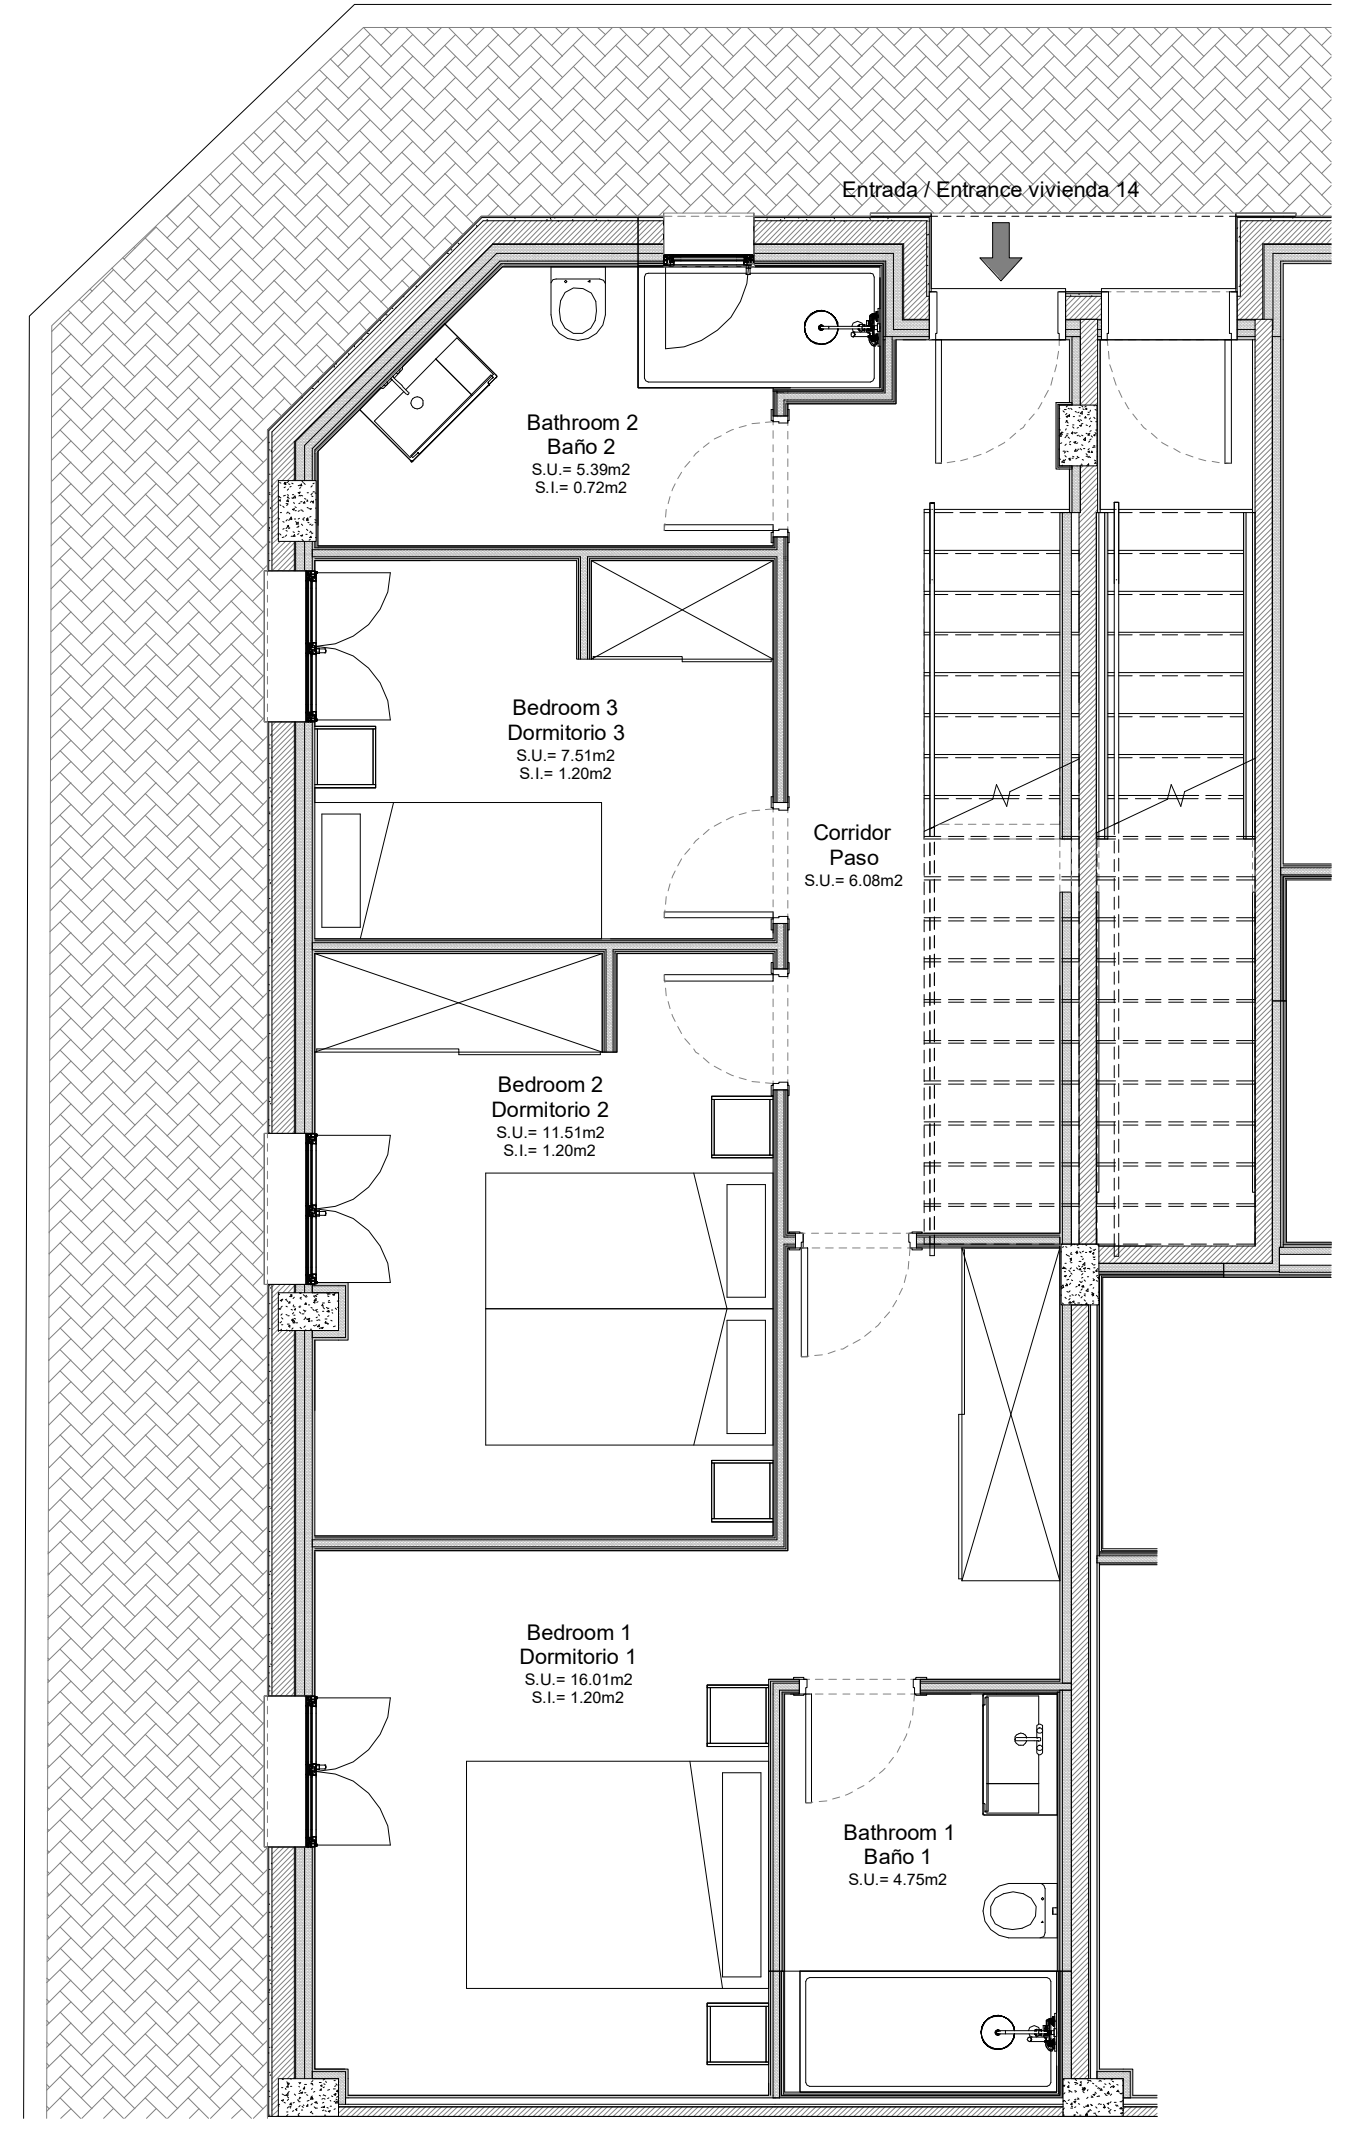 Entrada / Entrance vivienda 14
Bathroom 2
Baño 2
S.U.= 5.39m2
S.I.= 0.72m2
Bedroom 3
Dormitorio 3
S.U.= 7.51m2
S.I.= 1.20m2
Corridor
Paso
S.U.= 6.08m2
Bedroom 2
Dormitorio 2
S.U.= 11.51m2
S.I.= 1.20m2
Bedroom 1
Dormitorio 1
S.U.= 16.01m2
S.I.= 1.20m2
Bathroom 1
Baño 1
S.U.= 4.75m2